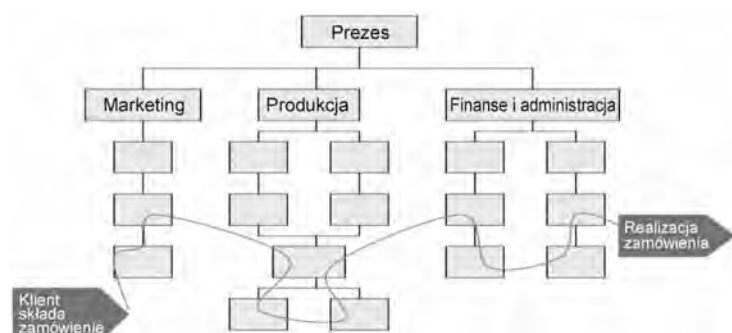 Prezes
Marketing
Produkcja
Finanse i administracja
Realizacja
zamówienia
Klient
składa
zamówienie